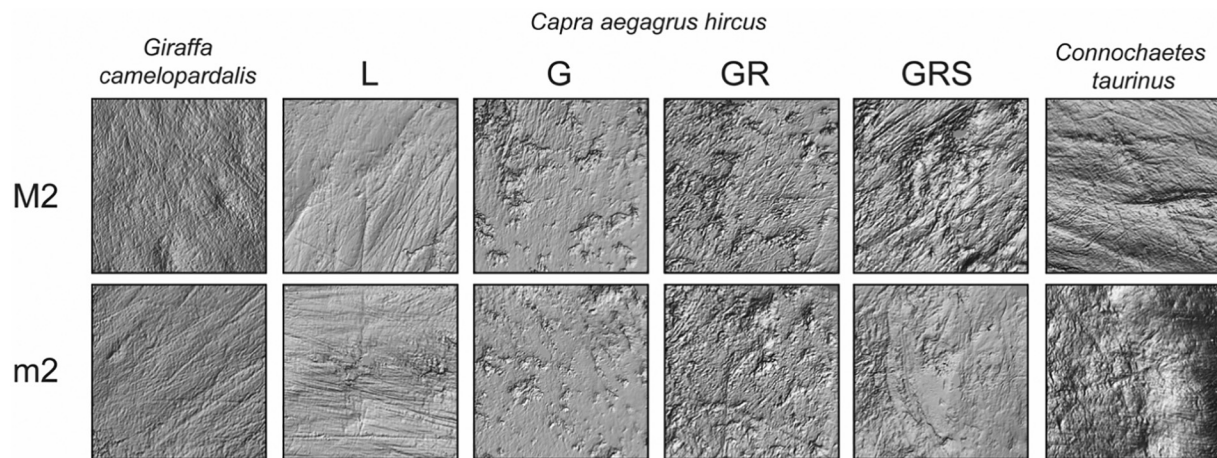 Capra aegagrus hircus
Giraffa
camelopardalis
L
G
GR
GRS
Connochaetes
taurinus
M2
m2